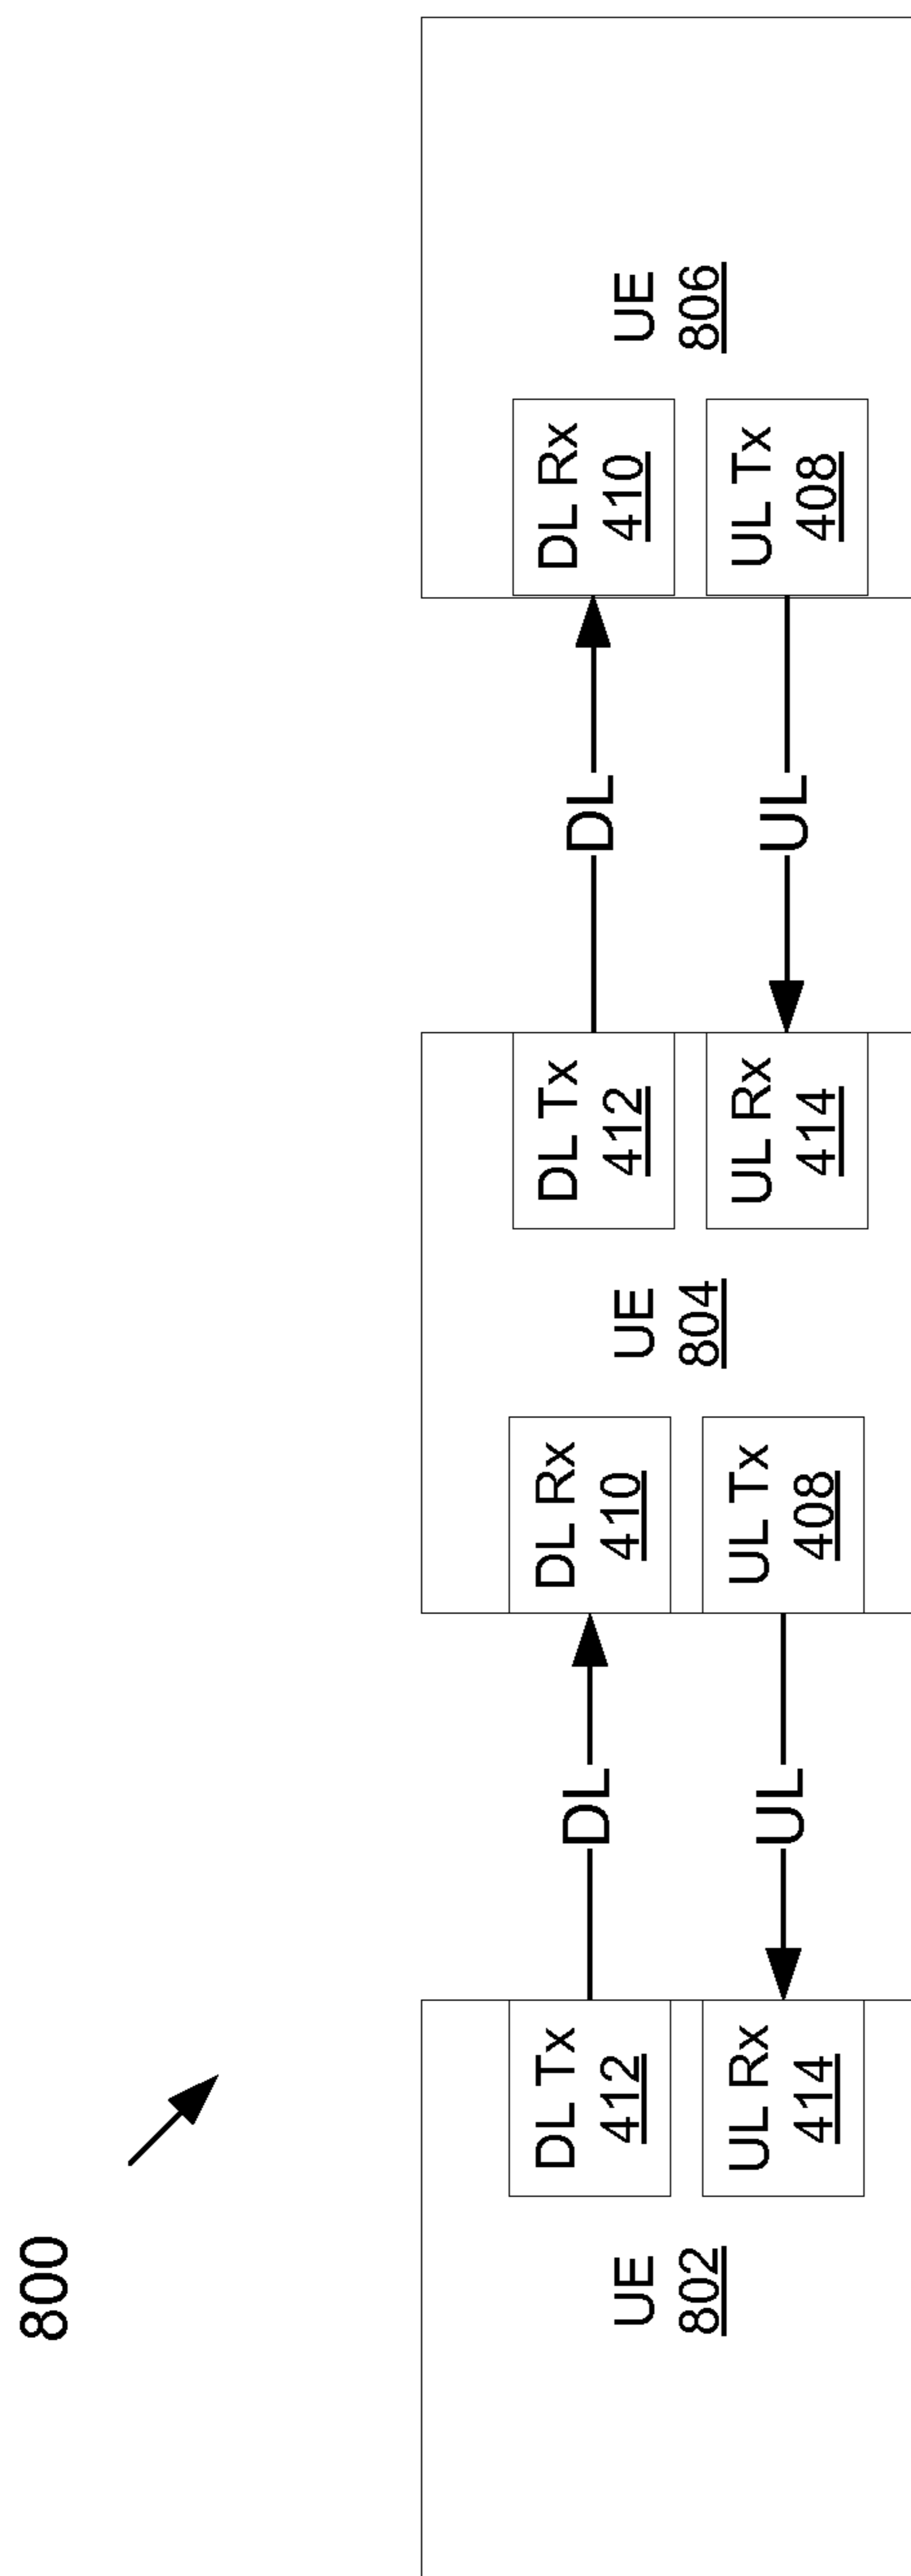 800
UE
802
DL Tx
412
UL Rx
414
DL
UL
DL Rx
410
UL Tx
408
UE
804
DL Tx
412
UL Rx
414
DL
UL
DL Rx
410
UL Tx
408
UE
806